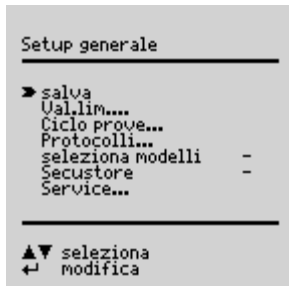 Setup generale
salva
Val.lim....
Ciclo prove...
Protocolli...
seleziona modelli -
Secustore -
Service...
▲▼ seleziona
↵ modifica